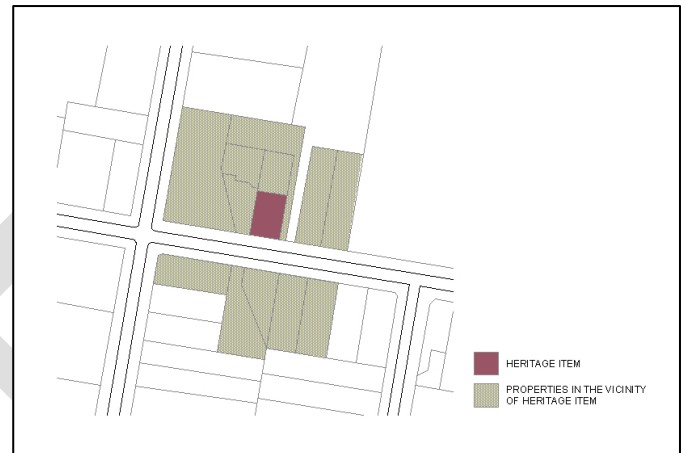 HERITAGE ITEM
PROPERTIES IN THE VICINITY
OF HERITAGE ITEM